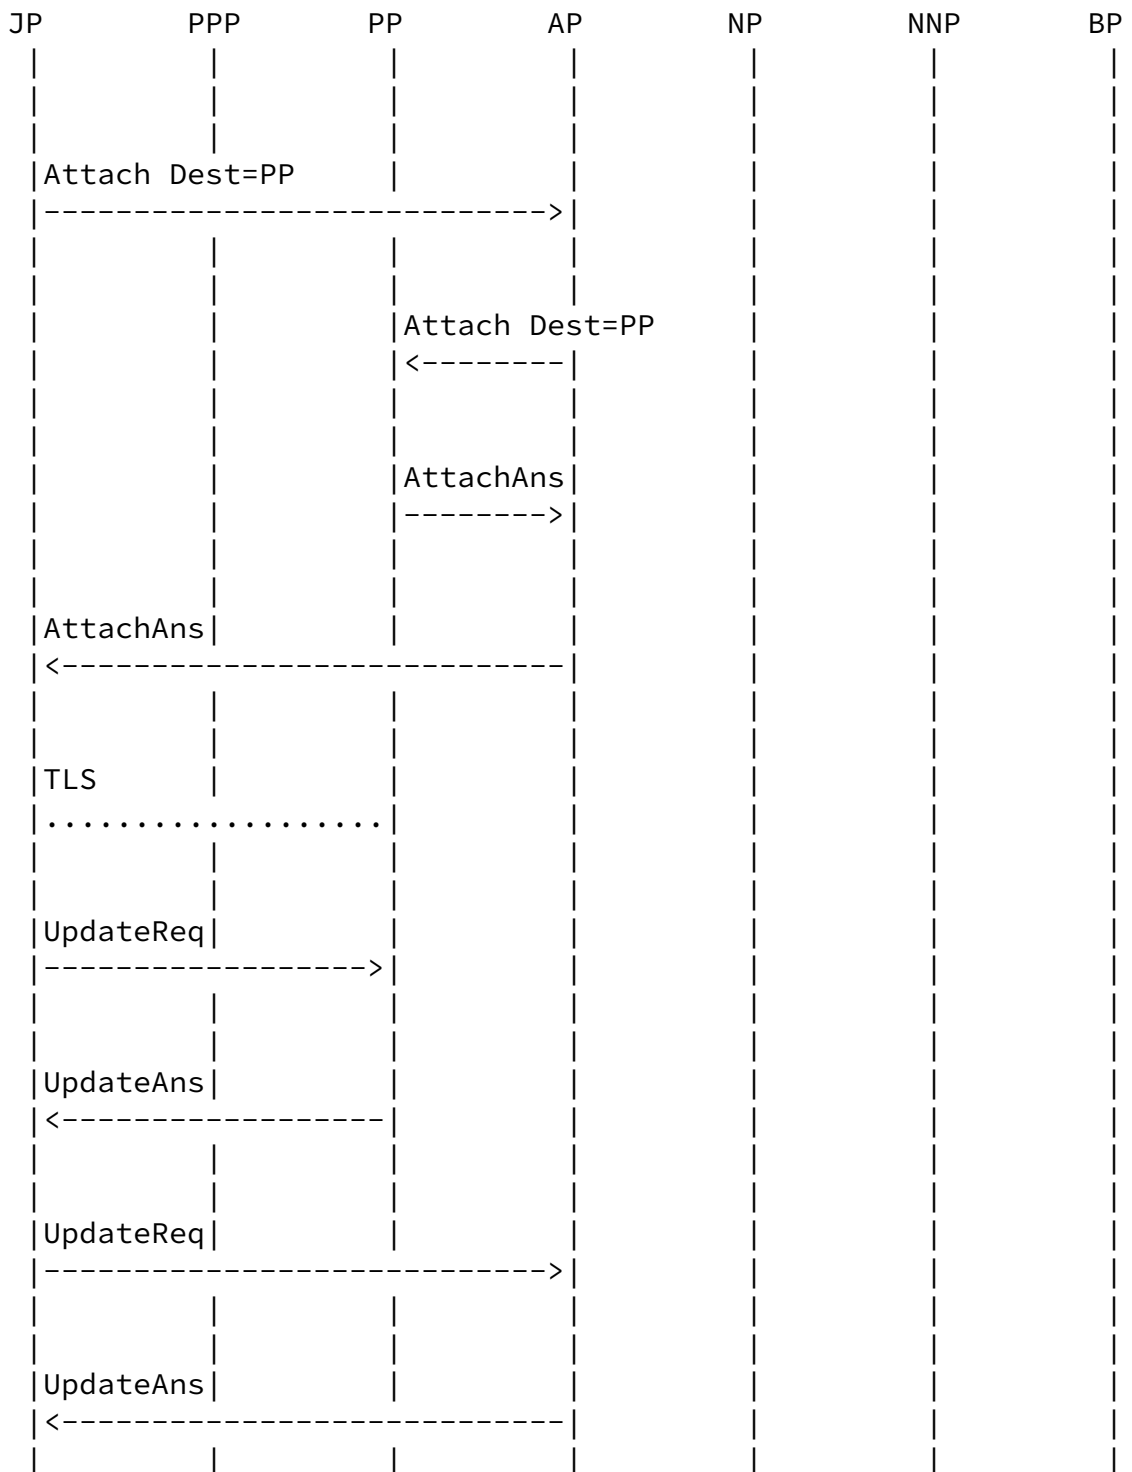 JP PPP PP AP NP NNP BP
Attach Dest=PP
Attach Dest=PP
AttachAns
AttachAns
TLS
UpdateReq
UpdateAns
UpdateReq
UpdateAns